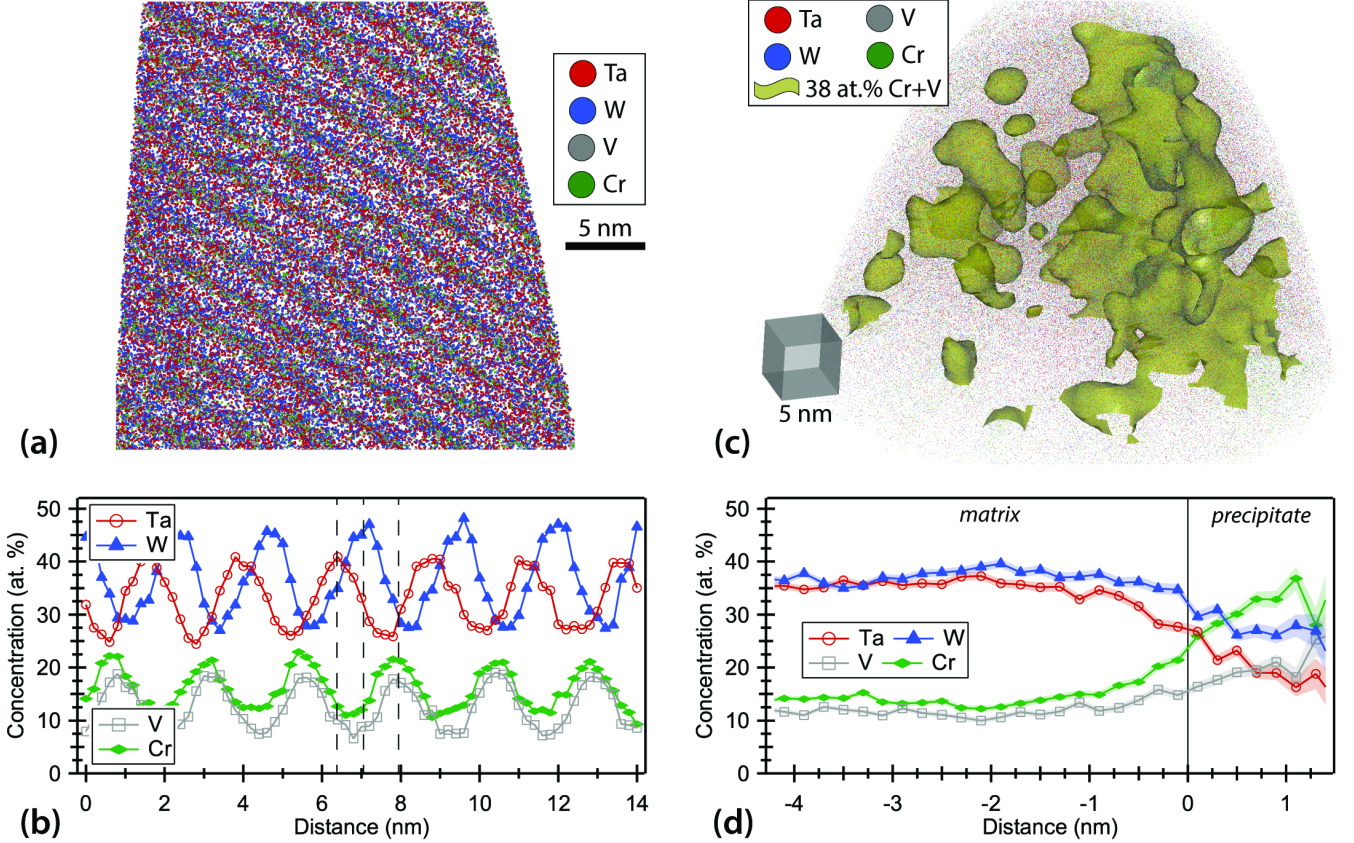 Ta
W
V
Cr
5 nm
(a)
Ta
V
W
Cr
38 at.% Cr+V
5 nm
(c)
50
40
30
20
10
0
Concentration (at. %)
Ta
W
V
Cr
0
2
4
6
8
10
12
14
Distance (nm)
(b)
50
40
30
20
10
0
Concentration (at. %)
matrix
precipitate
Ta
W
V
Cr
-4
-3
-2
-1
0
1
Distance (nm)
(d)